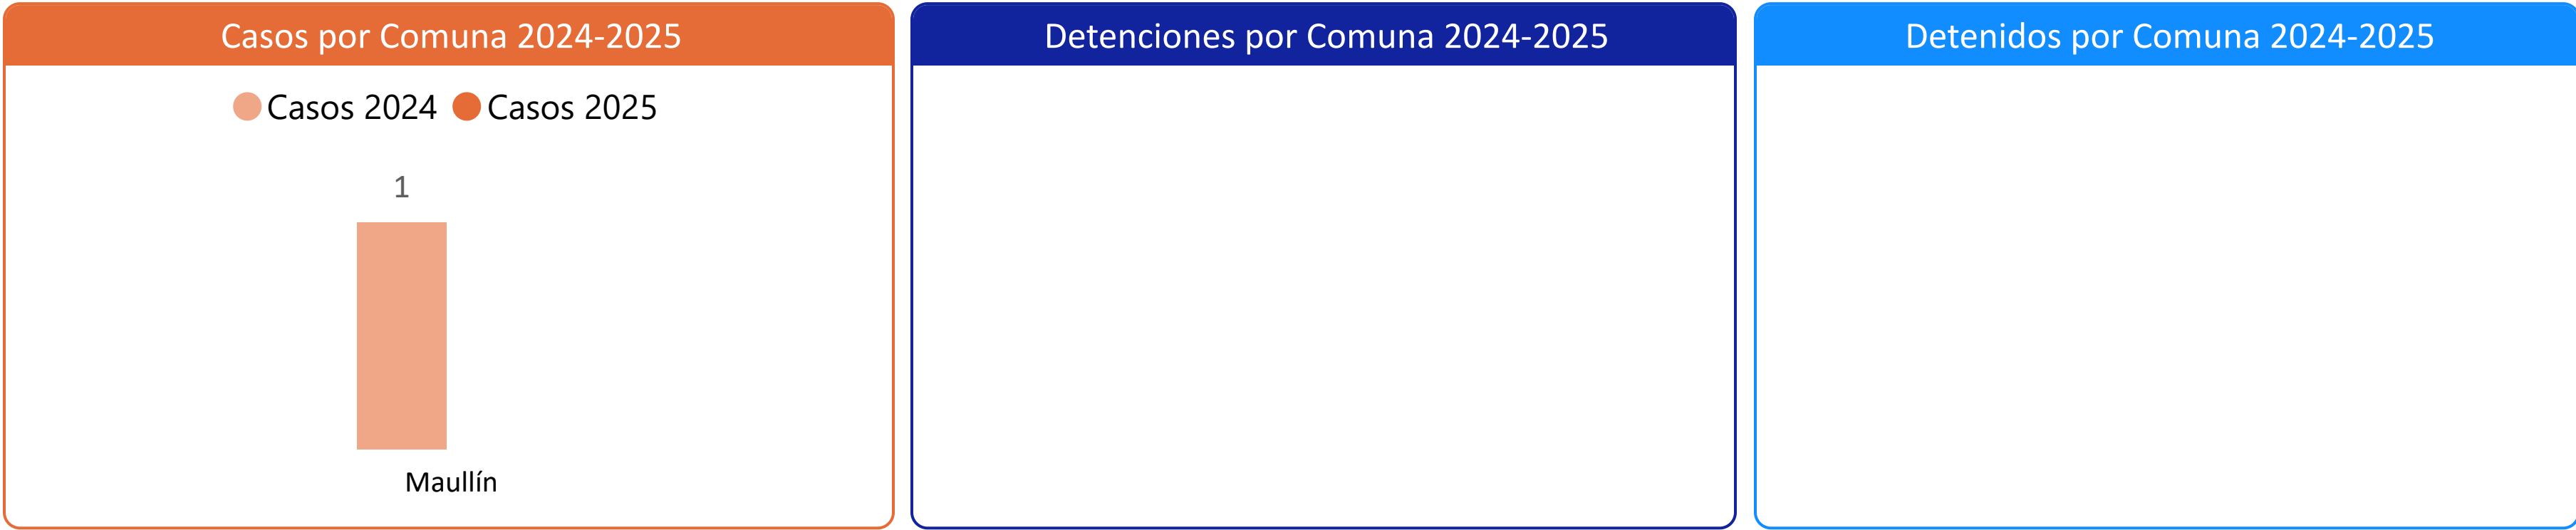 Casos por Comuna 2024-2025
Casos 2024 Casos 2025
1
Maullín
Detenciones por Comuna 2024-2025
Detenidos por Comuna 2024-2025